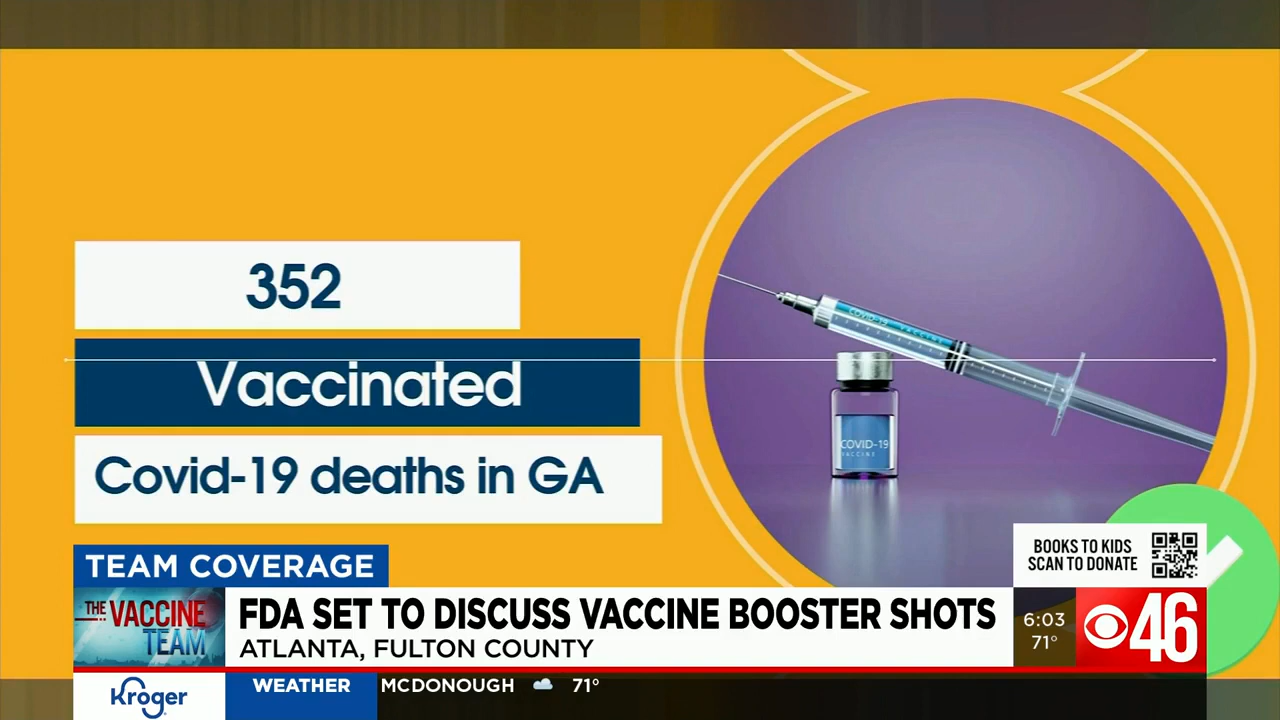 352
Vaccinated
Covid-19 deaths in GA
COVID-19 VACCINE
COVID-19
VACCINE
TEAM COVERAGE
THE VACCINE TEAM
FDA SET TO DISCUSS VACCINE BOOSTER SHOTS
ATLANTA, FULTON COUNTY
BOOKS TO KIDS
SCAN TO DONATE
6:03
71°
46
Kroger
WEATHER MCDONOUGH 71°